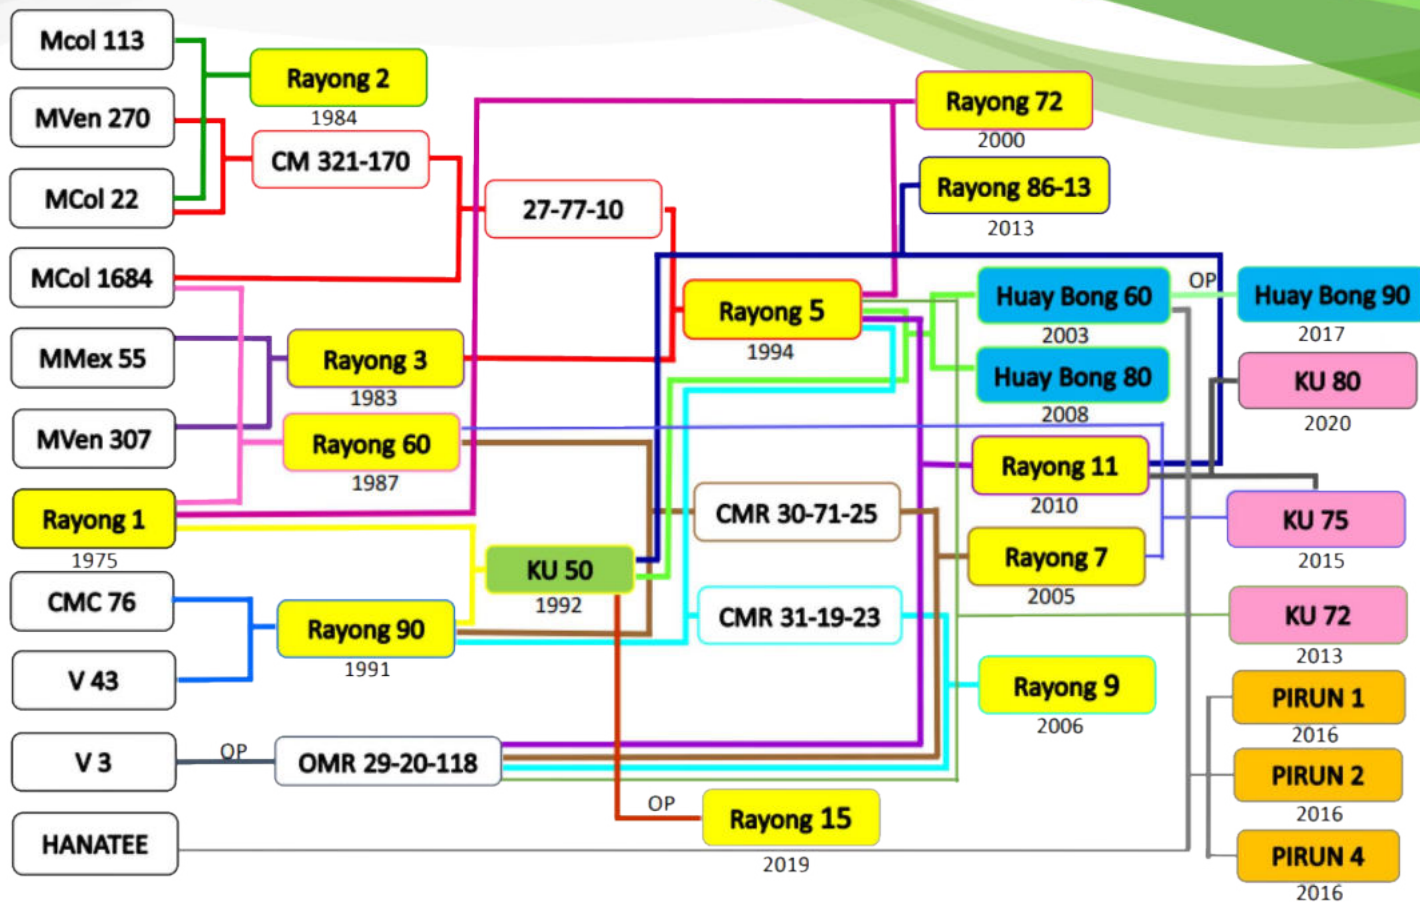 Mcol 113
MVen 270
MCol 22
MCol 1684
MMex 55
MVen 307
Rayong 1
1975
CMC 76
V 43
V 3
OP
HANATEE
Rayong 2
1984
CM 321-170
Rayong 3
1983
Rayong 60
1987
Rayong 90
1991
OMR 29-20-118
27-77-10
KU 50
1992
Rayong 5
1994
CMR 30-71-25
CMR 31-19-23
OP
Rayong 15
2019
Rayong 72
2000
Rayong 86-13
2013
Huay Bong 60
2003
Huay Bong 80
2008
Rayong 11
2010
Rayong 7
2005
Rayong 9
2006
OP
Huay Bong 90
2017
KU 80
2020
KU 75
2015
KU 72
2013
PIRUN 1
2016
PIRUN 2
2016
PIRUN 4
2016